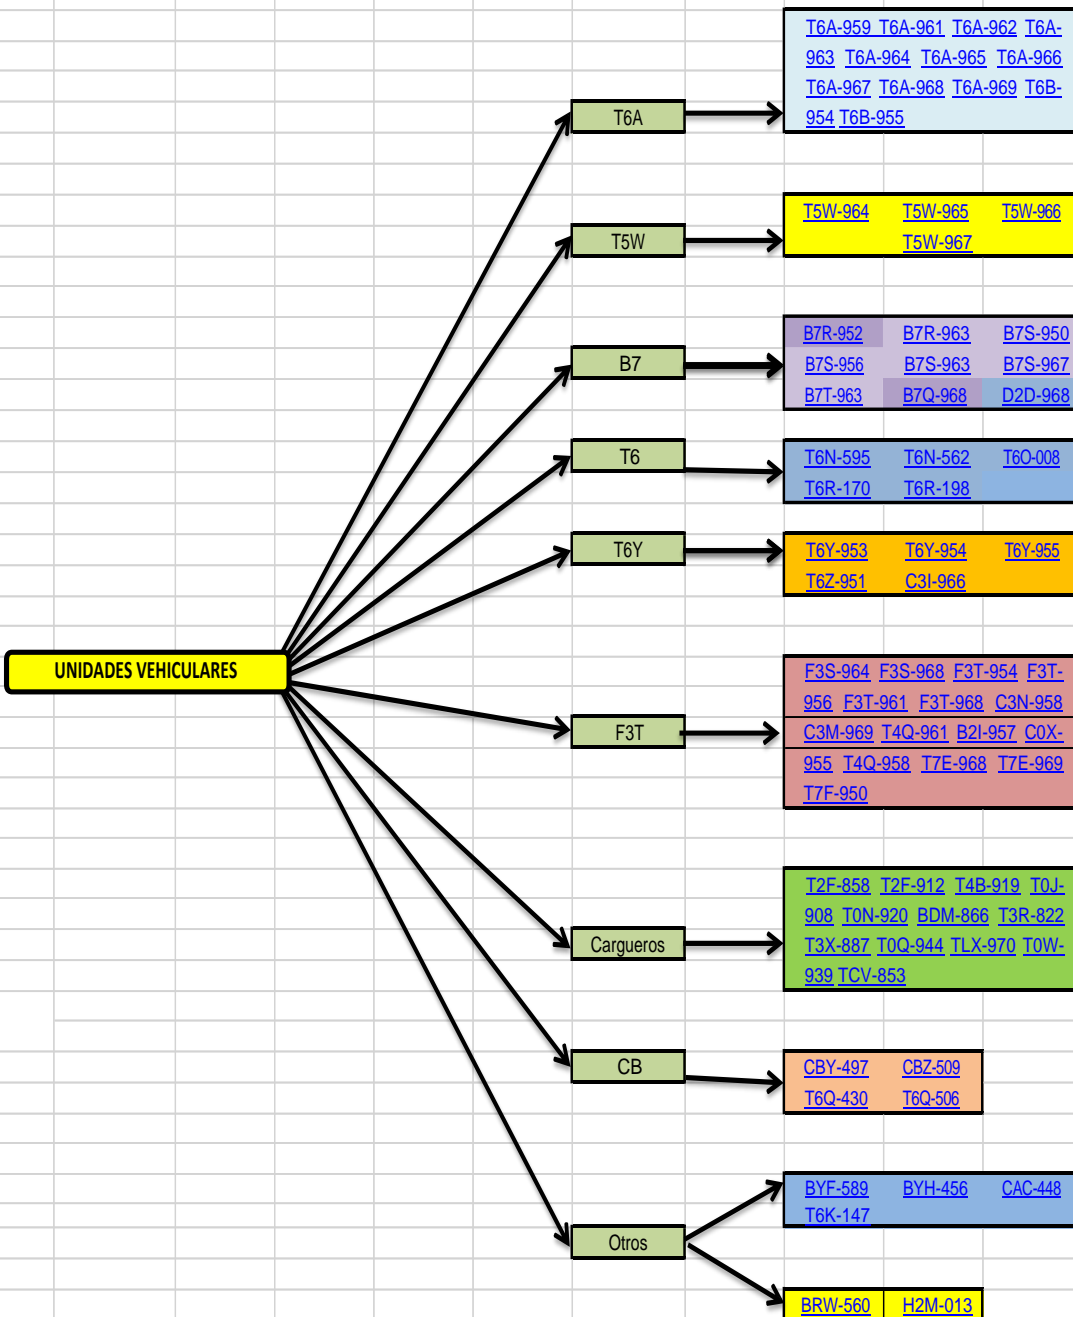 T6A-959 T6A-961 T6A-962 T6A-
963 T6A-964 T6A-965 T6A-966
T6A-967 T6A-968 T6A-969 T6B-
954 T6B-955
T6A
T5W-964 T5W-965 T5W-966
T5W-967
T5W
B7R-952 B7R-963 B7S-950
B7S-956 B7S-963 B7S-967
B7T-963 B7Q-968 D2D-968
B7
T6N-595 T6N-562 T6O-008
T6R-170 T6R-198
T6
T6Y-953 T6Y-954 T6Y-955
T6Z-951 C3I-966
T6Y
UNIDADES VEHICULARES
F3S-964 F3S-968 F3T-954 F3T-
956 F3T-961 F3T-968 C3N-958
C3M-969 T4Q-961 B2I-957 C0X-
955 T4Q-958 T7E-968 T7E-969
T7F-950
F3T
T2F-858 T2F-912 T4B-919 T0J-
908 T0N-920 BDM-866 T3R-822
T3X-887 T0Q-944 TLX-970 T0W-
939 TCV-853
Cargueros
CBY-497 CBZ-509
T6Q-430 T6Q-506
CB
BYF-589 BYH-456 CAC-448
T6K-147
Otros
BRW-560 H2M-013